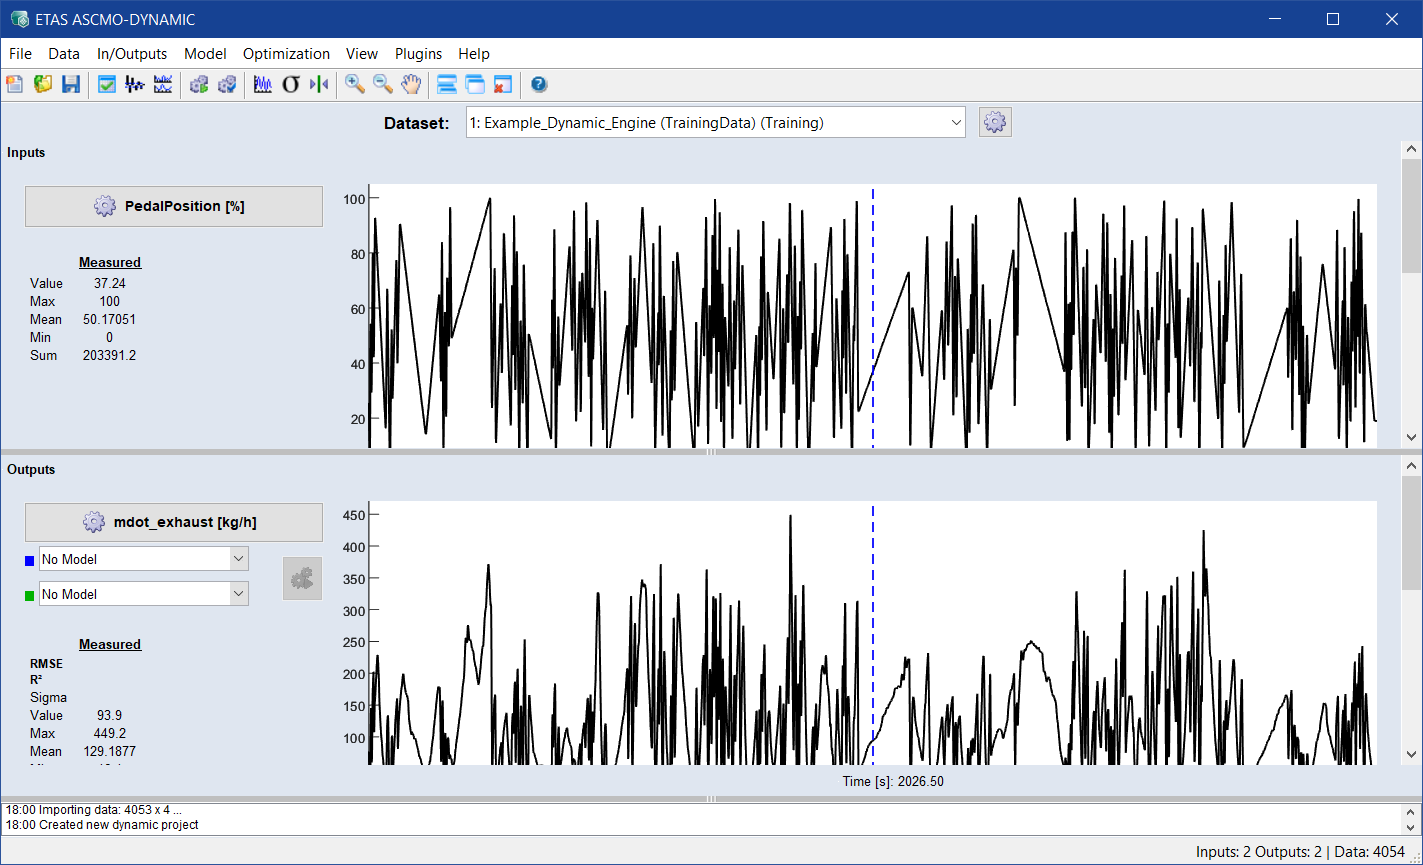 ETAS ASCMO-DYNAMIC
File Data In/Outputs Model Optimization View Plugins Help
Dataset: 1: Example_Dynamic_Engine (TrainingData) (Training)
Inputs
PedalPosition [%]
Measured
Value 37.24
Max 100
Mean 50.17051
Min 0
Sum 203391.2
100
80
60
40
20
Outputs
mdot_exhaust [kg/h]
No Model
No Model
Measured
RMSE
R²
Sigma
Value 93.9
Max 449.2
Mean 129.1877
450
400
350
300
250
200
150
100
Time [s]: 2026.50
18:00 Importing data: 4053 x 4 ...
18:00 Created new dynamic project
Inputs: 2 Outputs: 2 | Data: 4054